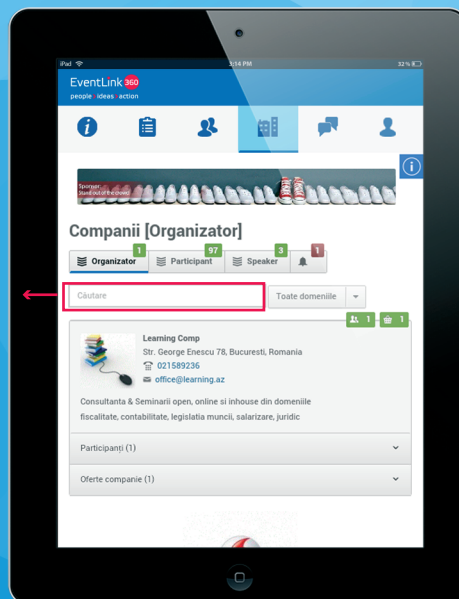 iPad
3:14 PM
32%
EventLink 360
people ideas action
Sponsor:
Stand out of the crowd!
Companii [Organizator]
1
97
3
1
Organizator
Participant
Speaker
Căutare
Toate domeniile
1
1
Learning Comp
Str. George Enescu 78, Bucuresti, Romania
021589236
office@learning.az
Consultanta & Seminarii open, online si inhouse din domeniile
fiscalitate, contabilitate, legislatia muncii, salarizare, juridic
Participanți (1)
Oferte companie (1)